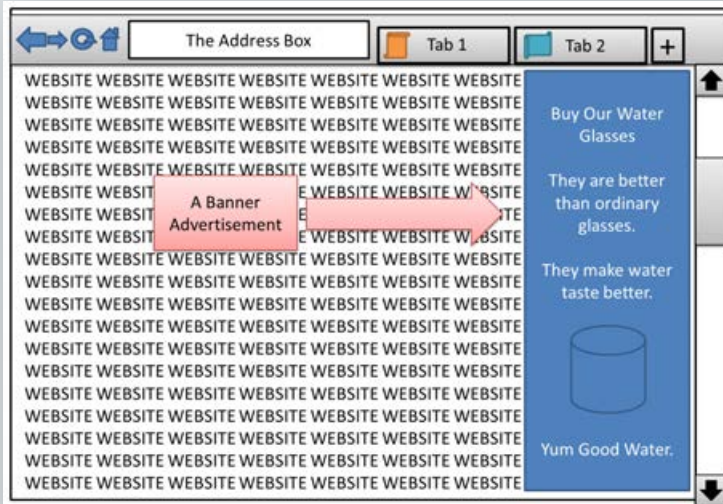 The Address Box
Tab 1
Tab 2
+
WEBSITE WEBSITE WEBSITE WEBSITE WEBSITE WEBSITE WEBSITE
WEBSITE WEBSITE WEBSITE WEBSITE WEBSITE WEBSITE WEBSITE
WEBSITE WEBSITE WEBSITE WEBSITE WEBSITE WEBSITE WEBSITE
WEBSITE WEBSITE WEBSITE WEBSITE WEBSITE WEBSITE WEBSITE
WEBSITE WEBSITE WEBSITE WEBSITE WEBSITE WEBSITE WEBSITE
WEBSITE WEBSITE WEBSITE WEBSITE
WEBSITE
WEBSITE WEBSITE WEBSITE WEBSITE
WEBSITE WEBSITE WEBSITE WEBSITE WEBSITE WEBSITE WEBSITE
WEBSITE WEBSITE WEBSITE WEBSITE WEBSITE WEBSITE WEBSITE
WEBSITE WEBSITE WEBSITE WEBSITE WEBSITE WEBSITE WEBSITE
WEBSITE WEBSITE WEBSITE WEBSITE WEBSITE WEBSITE WEBSITE
WEBSITE WEBSITE WEBSITE WEBSITE WEBSITE WEBSITE WEBSITE
WEBSITE WEBSITE WEBSITE WEBSITE WEBSITE WEBSITE WEBSITE
WEBSITE WEBSITE WEBSITE WEBSITE WEBSITE WEBSITE WEBSITE
WEBSITE WEBSITE WEBSITE WEBSITE WEBSITE WEBSITE WEBSITE
WEBSITE WEBSITE WEBSITE WEBSITE WEBSITE WEBSITE WEBSITE
WEBSITE WEBSITE WEBSITE WEBSITE WEBSITE WEBSITE WEBSITE
WEBSITE WEBSITE WEBSITE WEBSITE WEBSITE WEBSITE WEBSITE
A Banner
Advertisement
Buy Our Water
Glasses
They are better
than ordinary
glasses.
They make water
taste better.
Yum Good Water.